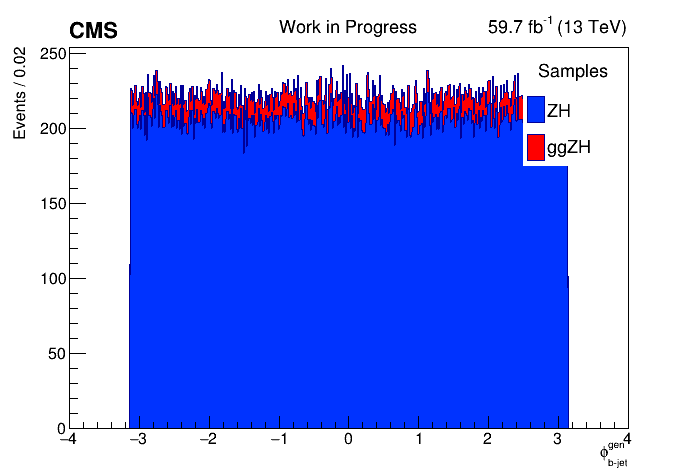 CMS Work in Progress 59.7 fb-1 (13 TeV)
Events / 0.02
250
200
150
100
50
0
Samples
ZH
ggZH
−4 −3 −2 −1 0 1 2 3 4
ϕ gen b-jet